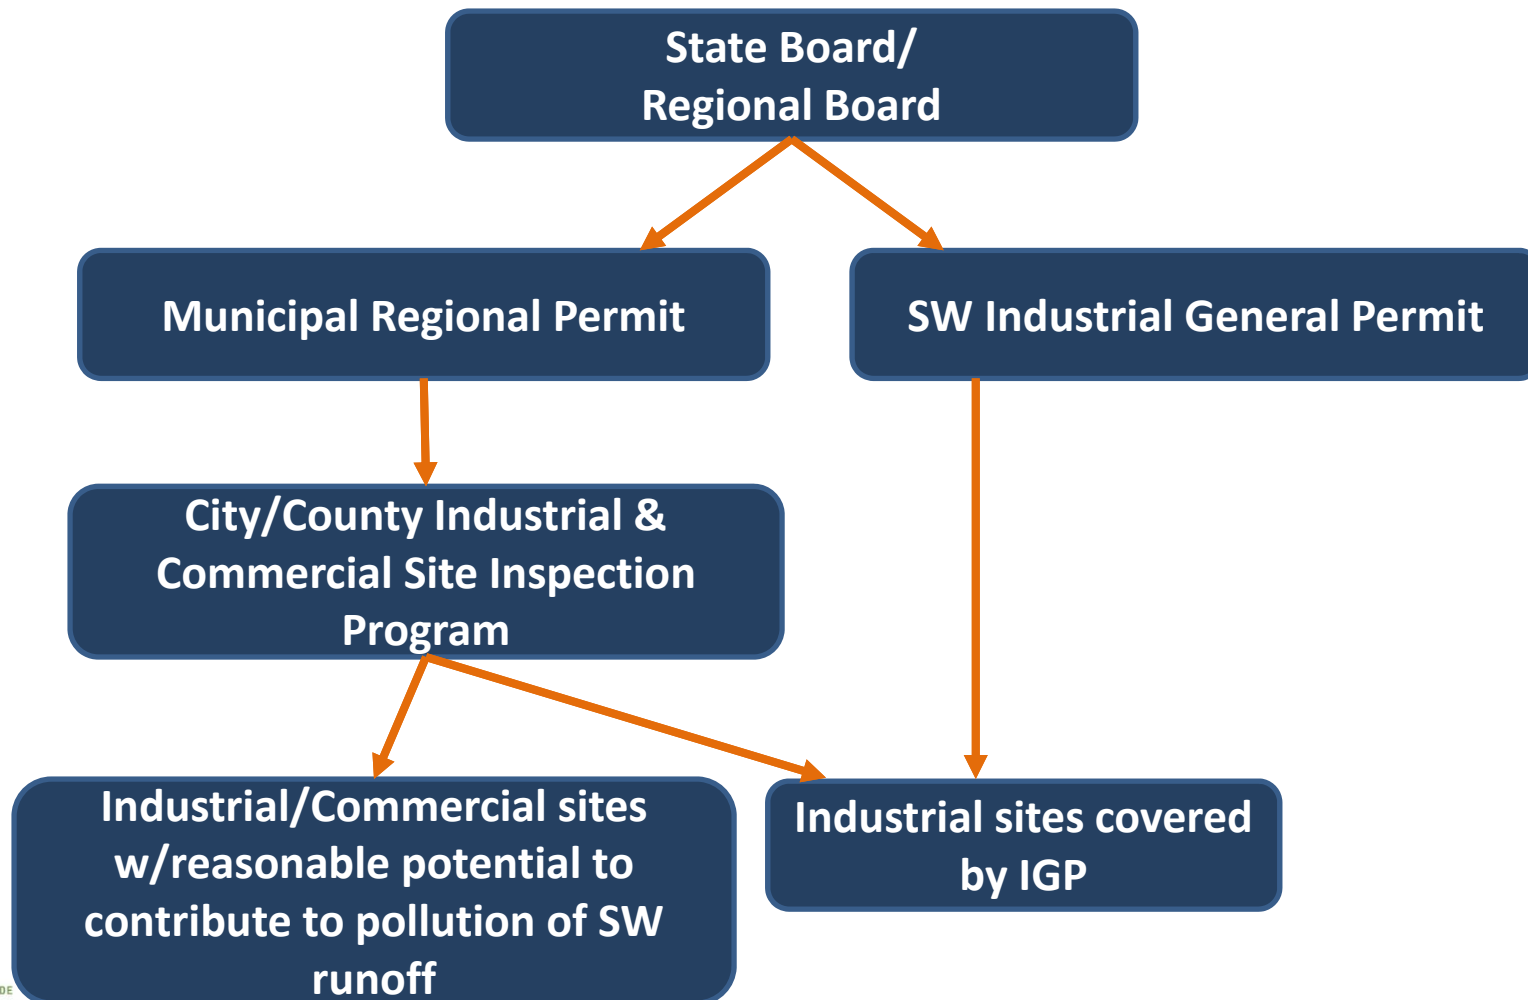 State Board/
Regional Board
Municipal Regional Permit
SW Industrial General Permit
City/County Industrial &
Commercial Site Inspection
Program
Industrial/Commercial sites
w/reasonable potential to
contribute to pollution of SW
runoff
Industrial sites covered
by IGP
DE